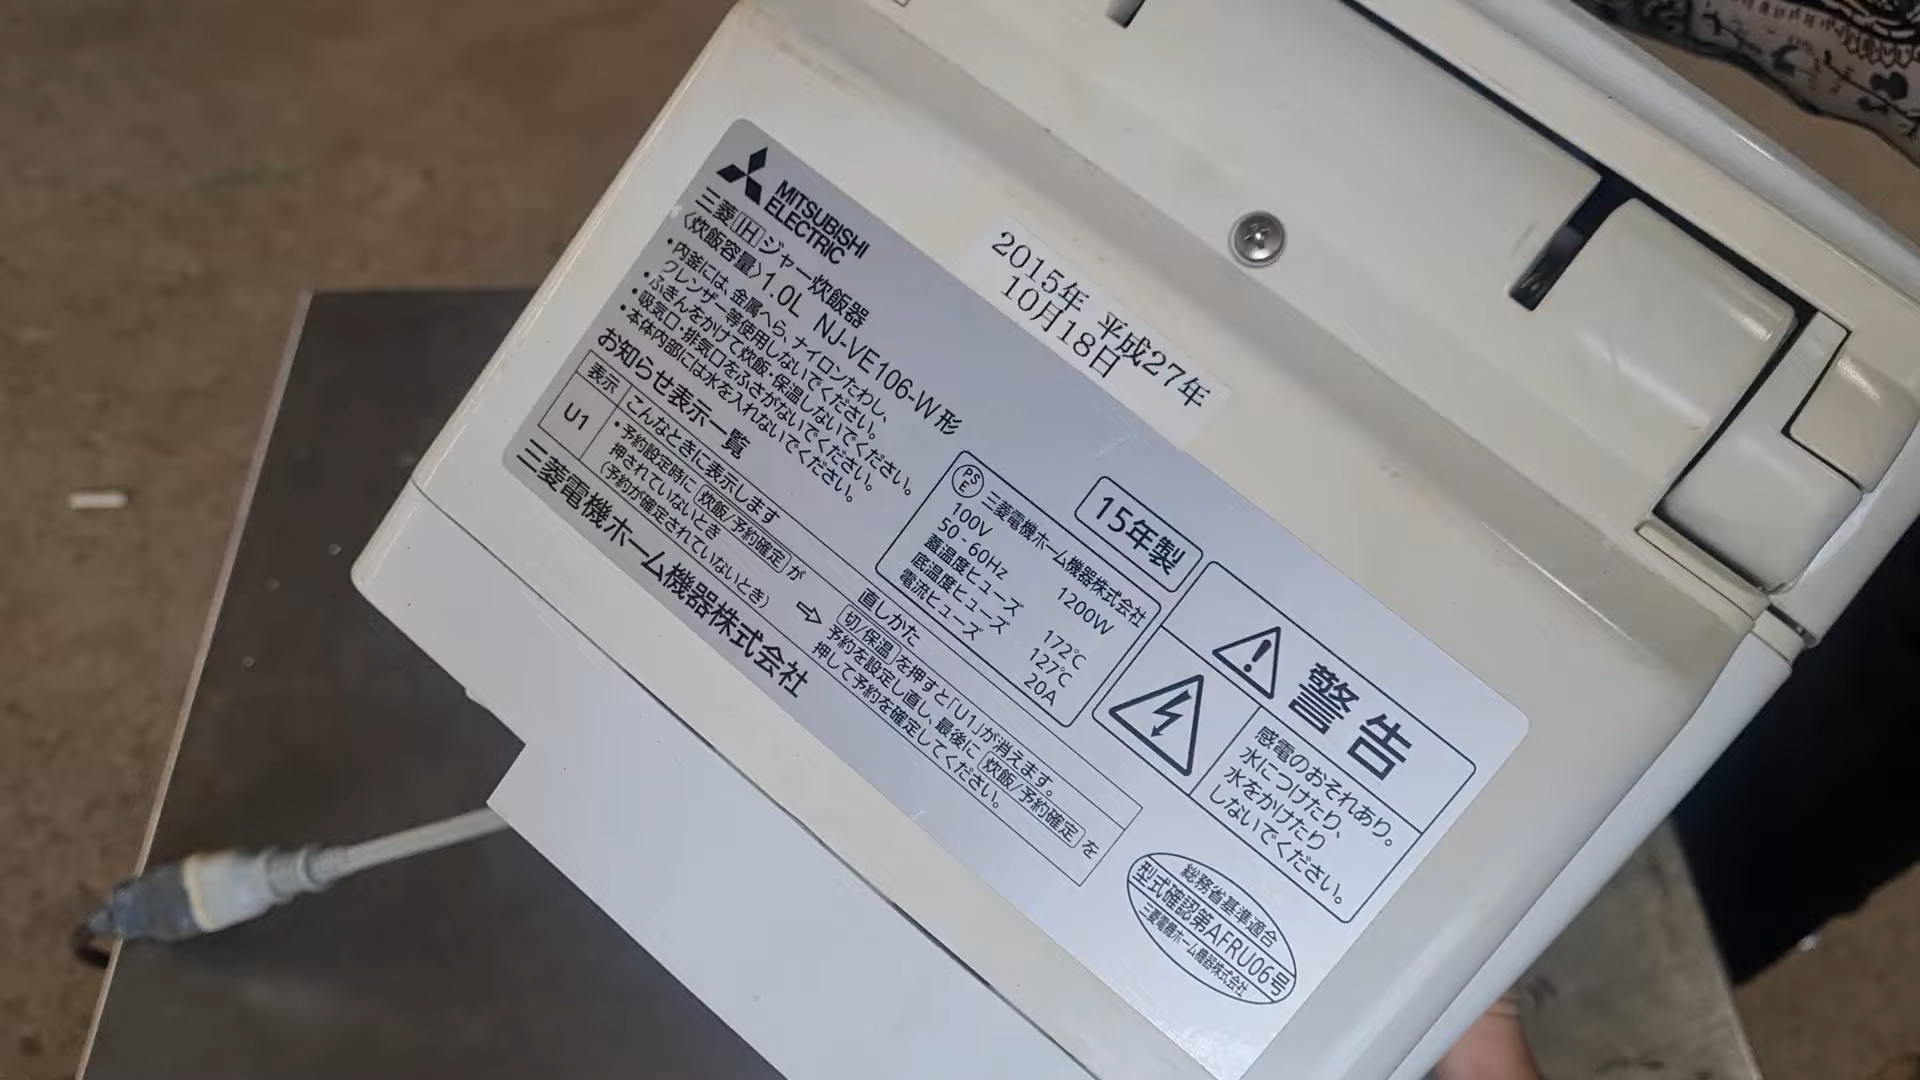 MITSUBISHI
ELECTRIC
三菱IHジャー炊飯器
〈炊飯容量〉1.0L NJ-VE106-W形
・内釜には、金属へら、ナイロンたわし、
クレンザー等使用しないでください。
・ふきんをかけて炊飯・保温しないでください。
・吸気口・排気口をふさがないでください。
・本体内部には水を入れないでください。
お知らせ表示一覧
表示 こんなときに表示します
U1
・予約設定時に 炊飯/予約確定 が
押されていないとき
(予約が確定されていないとき)
⇨
直しかた
切/保温 を押すと「U1」が消えます。
予約を設定し直し、最後に 炊飯/予約確定 を
押して予約を確定してください。
三菱電機ホーム機器株式会社
2015年 平成27年
10月18日
15年製
PSE 三菱電機ホーム機器株式会社
100V 1200W
50-60Hz
蓋温度ヒューズ 172℃
底温度ヒューズ 127℃
電流ヒューズ 20A
警告
感電のおそれあり。
水につけたり、
水をかけたり
しないでください。
総務省基準適合
型式確認第AFRU06号
三菱電機ホーム機器株式会社